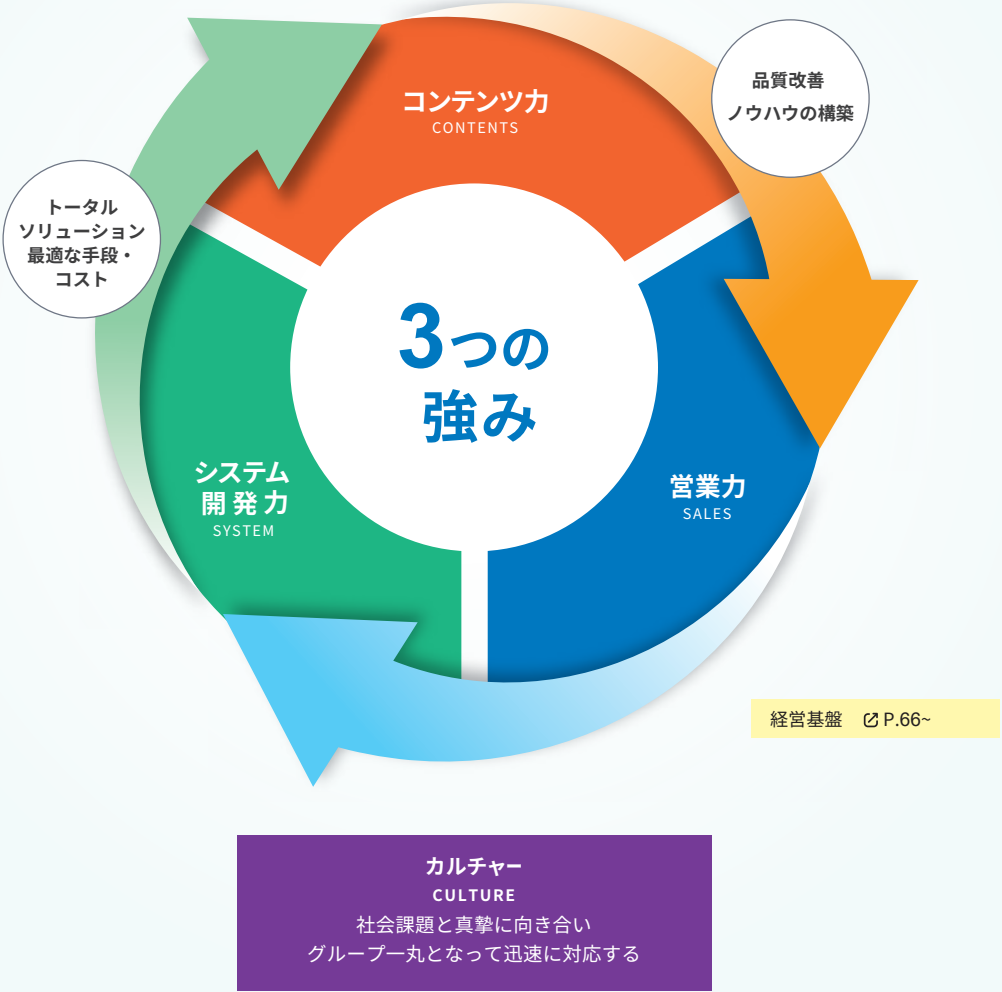 コンテンツ力
CONTENTS
品質改善
ノウハウの構築
トータル
ソリューション
最適な手段・
コスト
3つの
強み
システム
開発力
SYSTEM
営業力
SALES
経営基盤 P.66~
カルチャー
CULTURE
社会課題と真摯に向き合い
グループ一丸となって迅速に対応する